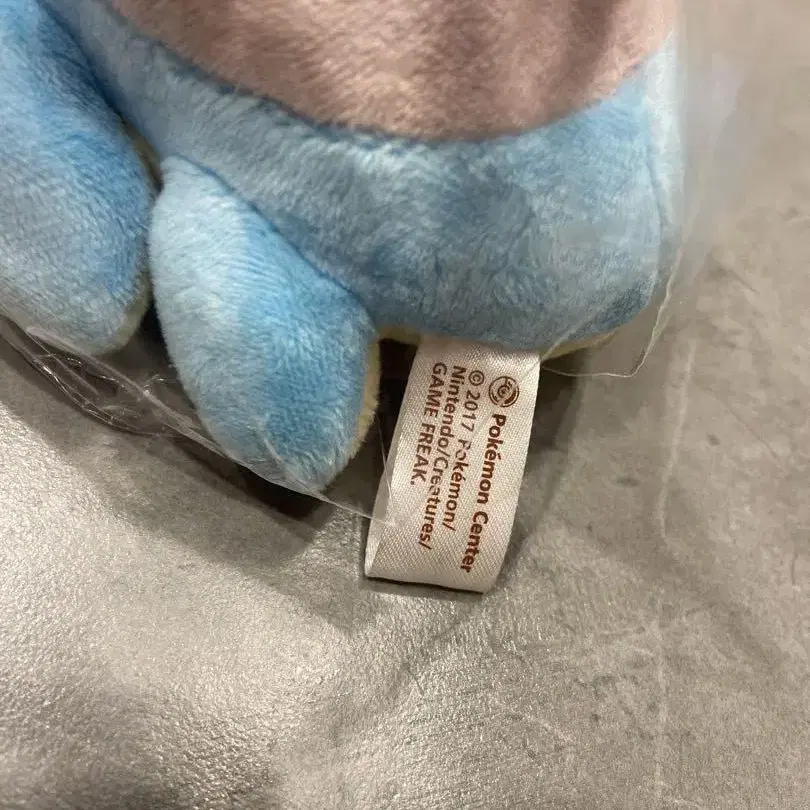 Pokémon Center
© 2017 Pokémon/
Nintendo/Creatures/
GAME FREAK.